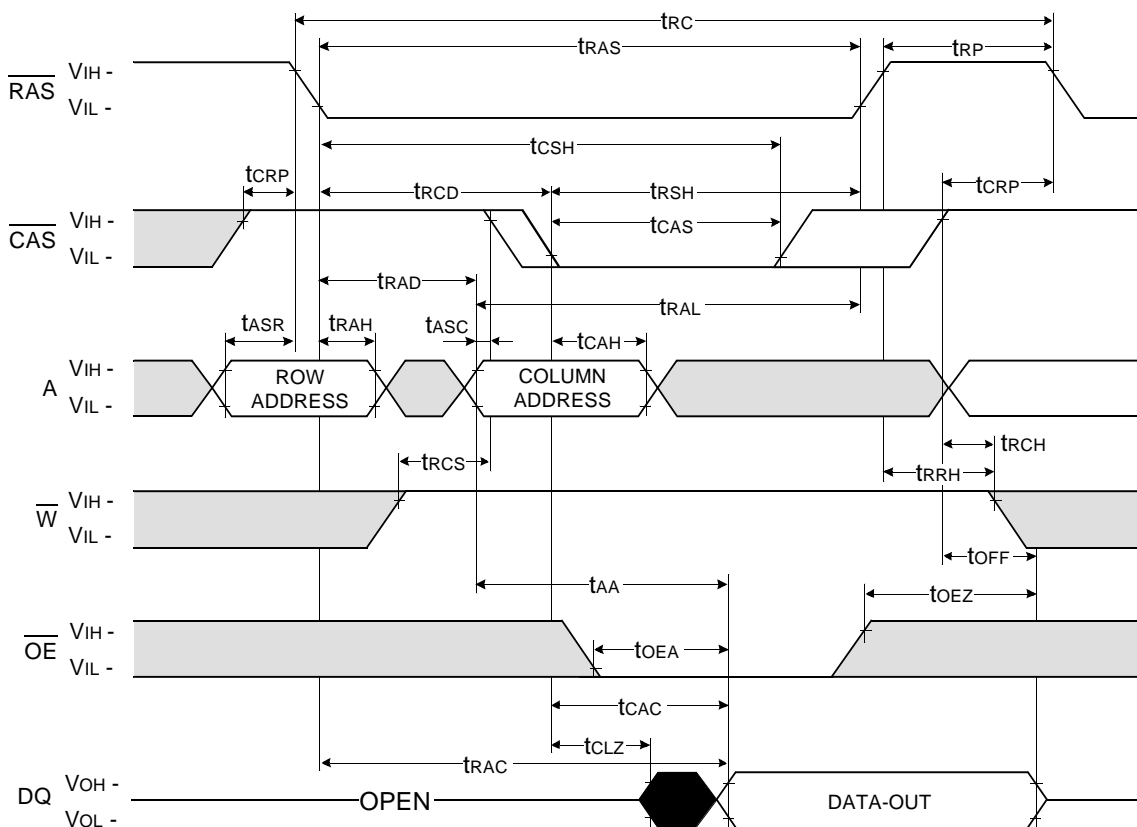 tRC
tRAS
tRP
RAS
VIH -
VIL -
tCSH
tCRP
tRCD
tRSH
tCRP
CAS
VIH -
VIL -
tCAS
tRAD
tRAL
tASR
tRAH
tASC
tCAH
A
VIH -
VIL -
ROW
ADDRESS
COLUMN
ADDRESS
tRCS
tRCH
tRRH
W
VIH -
VIL -
tOFF
tAA
tOEZ
OE
VIH -
VIL -
tOEA
tCAC
tCLZ
tRAC
DQ
VOH -
VOL -
OPEN
DATA-OUT